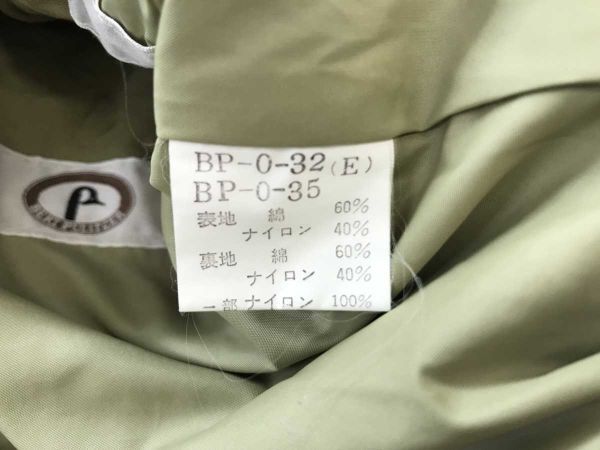 BP-0-32(E)
BP-0-35
表地 綿 60%
ナイロン 40%
裏地 綿 60%
ナイロン 40%
一部ナイロン 100%